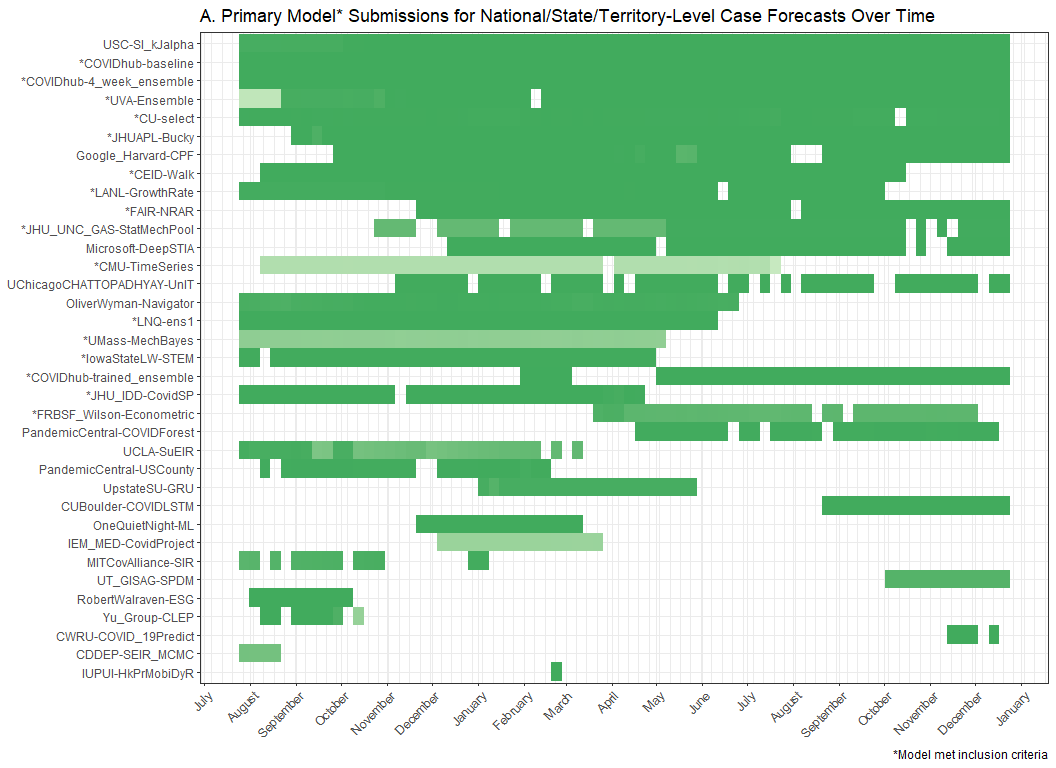 A. Primary Model* Submissions for National/State/Territory-Level Case Forecasts Over Time
USC-SI_kJalpha
*COVIDhub-baseline
*COVIDhub-4_week_ensemble
*UVA-Ensemble
*CU-select
*JHUAPL-Bucky
Google_Harvard-CPF
*CEID-Walk
*LANL-GrowthRate
*FAIR-NRAR
*JHU_UNC_GAS-StatMechPool
Microsoft-DeepSTIA
*CMU-TimeSeries
UChicagoCHATTOPADHYAY-UnIT
OliverWyman-Navigator
*LNQ-ens1
*UMass-MechBayes
*IowaStateLW-STEM
*COVIDhub-trained_ensemble
*JHU_IDD-CovidSP
*FRBSF_Wilson-Econometric
PandemicCentral-COVIDForest
UCLA-SuEIR
PandemicCentral-USCounty
UpstateSU-GRU
CUBoulder-COVIDLSTM
OneQuietNight-ML
IEM_MED-CovidProject
MITCovAlliance-SIR
UT_GISAG-SPDM
RobertWalraven-ESG
Yu_Group-CLEP
CWRU-COVID_19Predict
CDDEP-SEIR_MCMC
IUPUI-HkPrMobiDyR
July
August
September
October
November
December
January
February
March
April
May
June
July
August
September
October
November
December
January
*Model met inclusion criteria